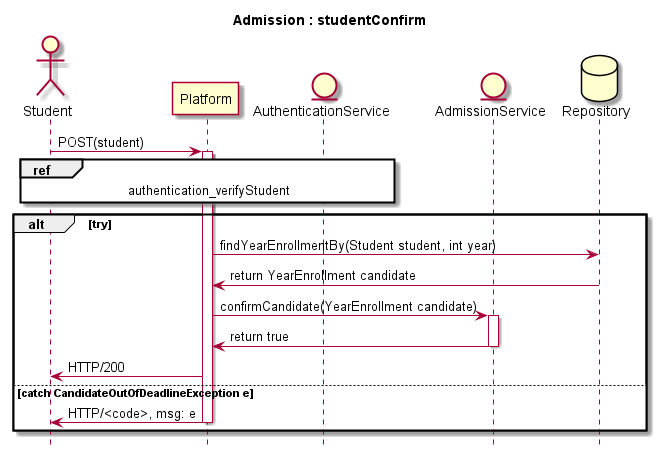 Admission : studentConfirm
Student
Platform
AuthenticationService
AdmissionService
Repository
POST(student)
ref
authentication_verifyStudent
alt [try]
findYearEnrollmentBy(Student student, int year)
return YearEnrollment candidate
confirmCandidate(YearEnrollment candidate)
return true
HTTP/200
[catch CandidateOutOfDeadlineException e]
HTTP/<code>, msg: e